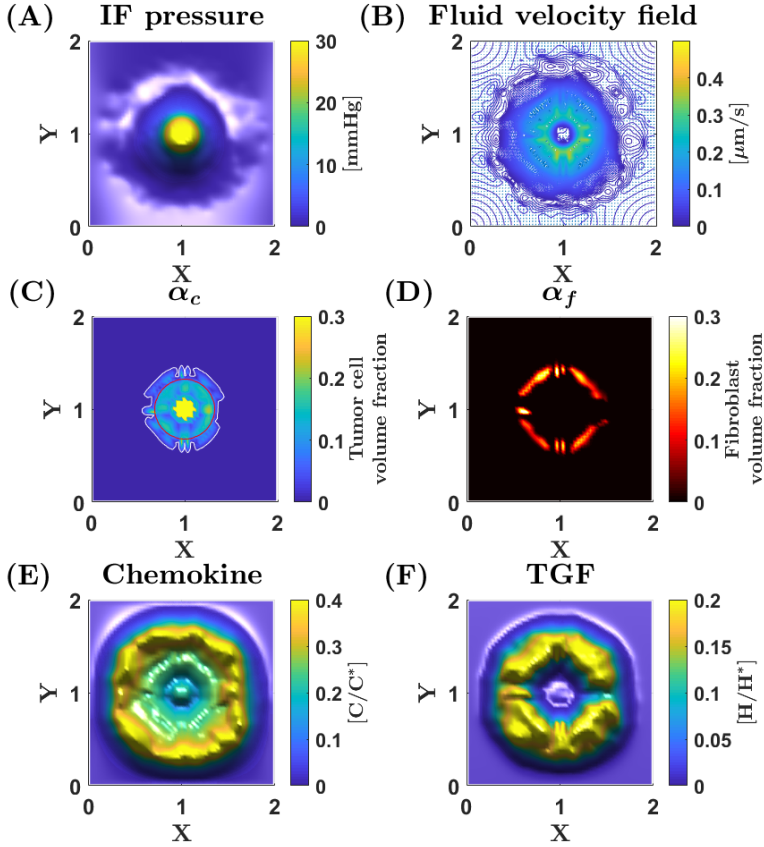 (A) IF pressure
2
1
0
Y
0 1 2
X
30
20
10
0
[mmHg]
(B) Fluid velocity field
2
1
0
Y
0 1 2
X
0.4
0.3
0.2
0.1
0
[μm/s]
(C) αc
2
1
0
Y
0 1 2
X
0.3
0.2
0.1
0
Tumor cell
volume fraction
(D) αf
2
1
0
Y
0 1 2
X
0.3
0.2
0.1
0
Fibroblast
volume fraction
(E) Chemokine
2
1
0
Y
0 1 2
X
0.4
0.3
0.2
0.1
0
[C/C*]
(F) TGF
2
1
0
Y
0 1 2
X
0.2
0.15
0.1
0.05
0
[H/H*]